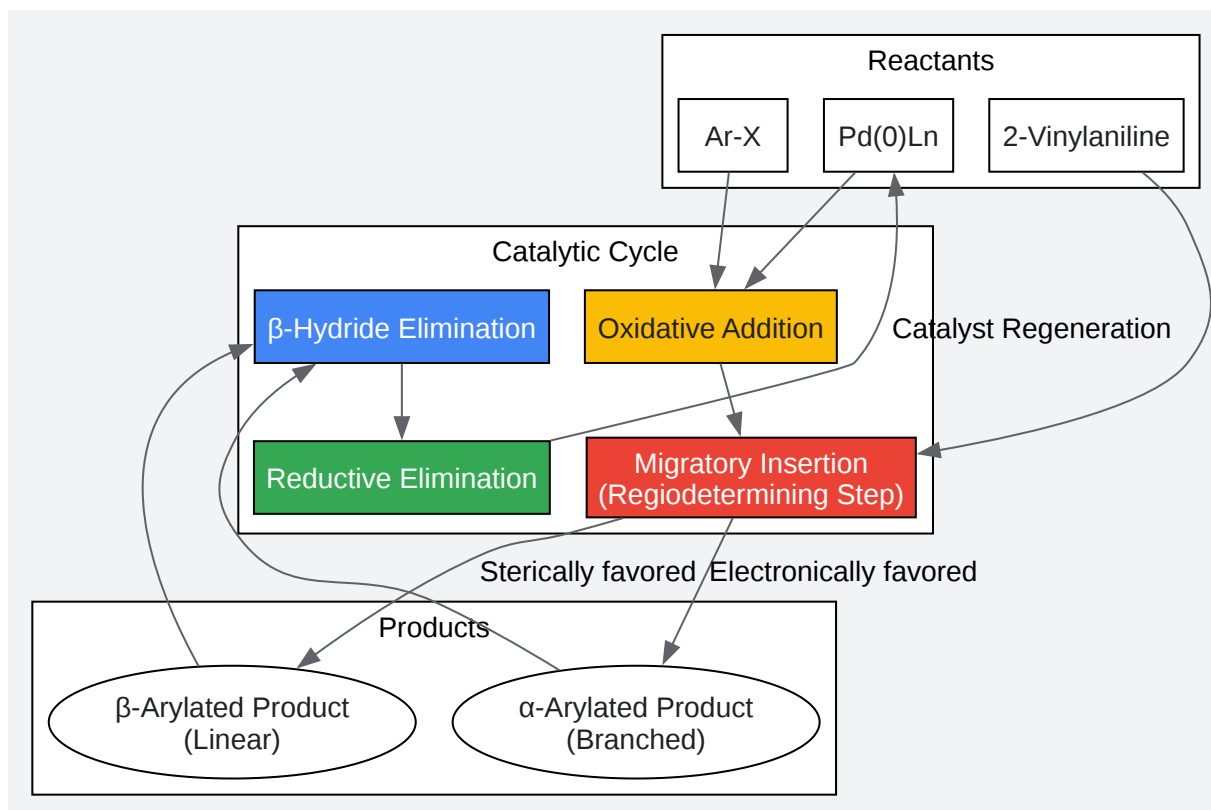 Reactants
Ar-X
Pd(0)Ln
2-Vinylaniline
Catalytic Cycle
β-Hydride Elimination
Oxidative Addition
Catalyst Regeneration
Reductive Elimination
Migratory Insertion
(Regiodetermining Step)
Sterically favored
Electronically favored
Products
β-Arylated Product
(Linear)
α-Arylated Product
(Branched)